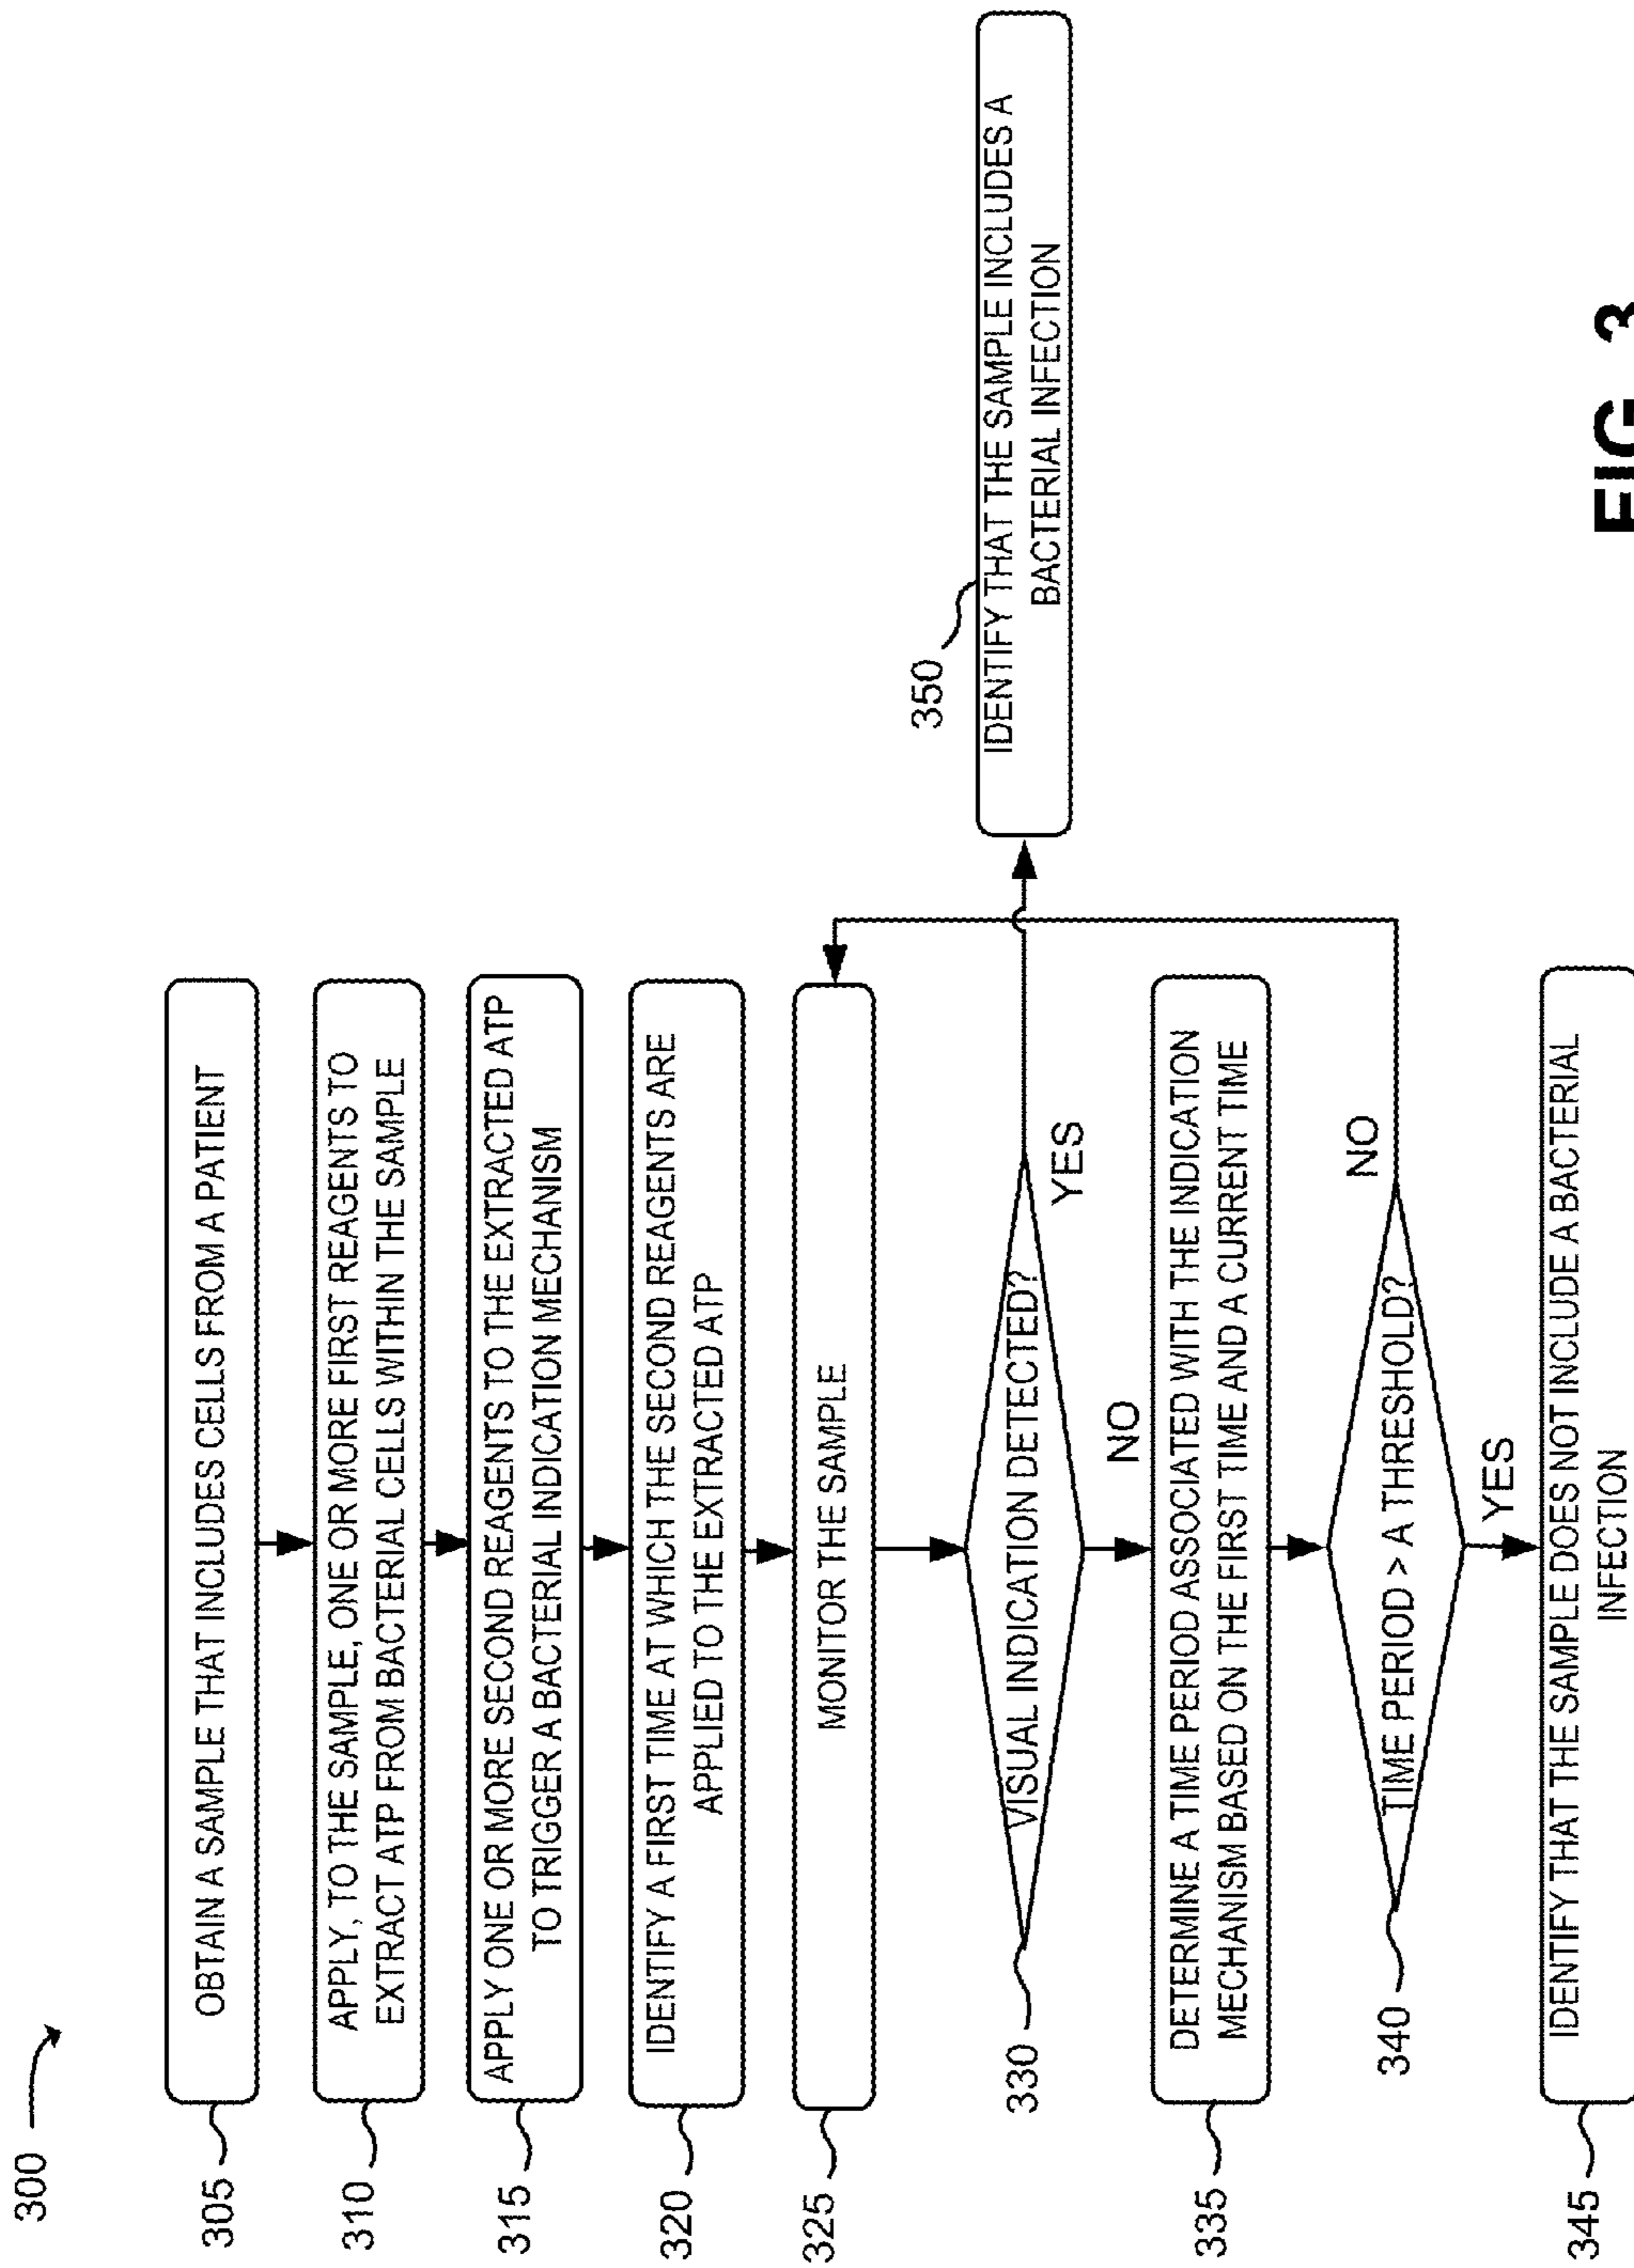 300
305
OBTAIN A SAMPLE THAT INCLUDES CELLS FROM A PATIENT
310
APPLY, TO THE SAMPLE, ONE OR MORE FIRST REAGENTS TO
EXTRACT ATP FROM BACTERIAL CELLS WITHIN THE SAMPLE
315
APPLY ONE OR MORE SECOND REAGENTS TO THE EXTRACTED ATP
TO TRIGGER A BACTERIAL INDICATION MECHANISM
320
IDENTIFY A FIRST TIME AT WHICH THE SECOND REAGENTS ARE
APPLIED TO THE EXTRACTED ATP
325
MONITOR THE SAMPLE
330
VISUAL INDICATION DETECTED?
YES
350
IDENTIFY THAT THE SAMPLE INCLUDES A
BACTERIAL INFECTION
NO
335
DETERMINE A TIME PERIOD ASSOCIATED WITH THE INDICATION
MECHANISM BASED ON THE FIRST TIME AND A CURRENT TIME
340
TIME PERIOD > A THRESHOLD?
NO
YES
345
IDENTIFY THAT THE SAMPLE DOES NOT INCLUDE A BACTERIAL
INFECTION
FIG. 3